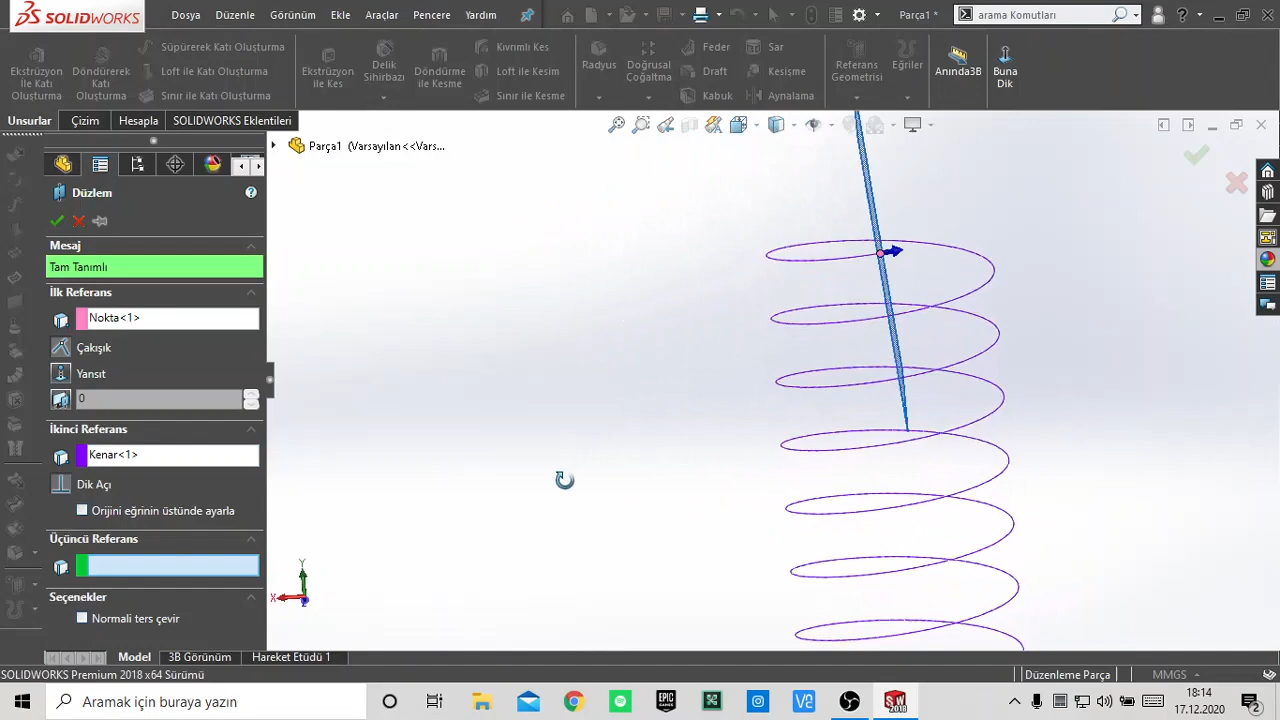 SOLIDWORKS
Dosya Düzenle Görünüm Ekle Araçlar Pencere Yardım
Parça1 *
arama Komutları
Ekstrüzyon İle Katı Oluşturma
Döndürerek Katı Oluşturma
Süpürerek Katı Oluşturma
Loft ile Katı Oluşturma
Sınır ile Katı Oluşturma
Ekstrüzyon ile Kes
Delik Sihirbazı
Döndürme ile Kesme
Kıvrımlı Kes
Loft ile Kesim
Sınır ile Kesme
Radyus
Doğrusal Çoğaltma
Feder
Draft
Kabuk
Sar
Kesişme
Aynalama
Referans Geometrisi
Eğriler
Anında3B
Buna Dik
Unsurlar Çizim Hesapla SOLIDWORKS Eklentileri
Parça1 (Varsayılan<<Vars...
Düzlem
Mesaj
Tam Tanımlı
İlk Referans
Nokta<1>
Çakışık
Yansıt
0
İkinci Referans
Kenar<1>
Dik Açı
Orijini eğrinin üstünde ayarla
Üçüncü Referans
Seçenekler
Normali ters çevir
Y
X
Z
Model 3B Görünüm Hareket Etüdü 1
SOLIDWORKS Premium 2018 x64 Sürümü
Düzenleme Parça
MMGS
Aramak için buraya yazın
18:14
17.12.2020